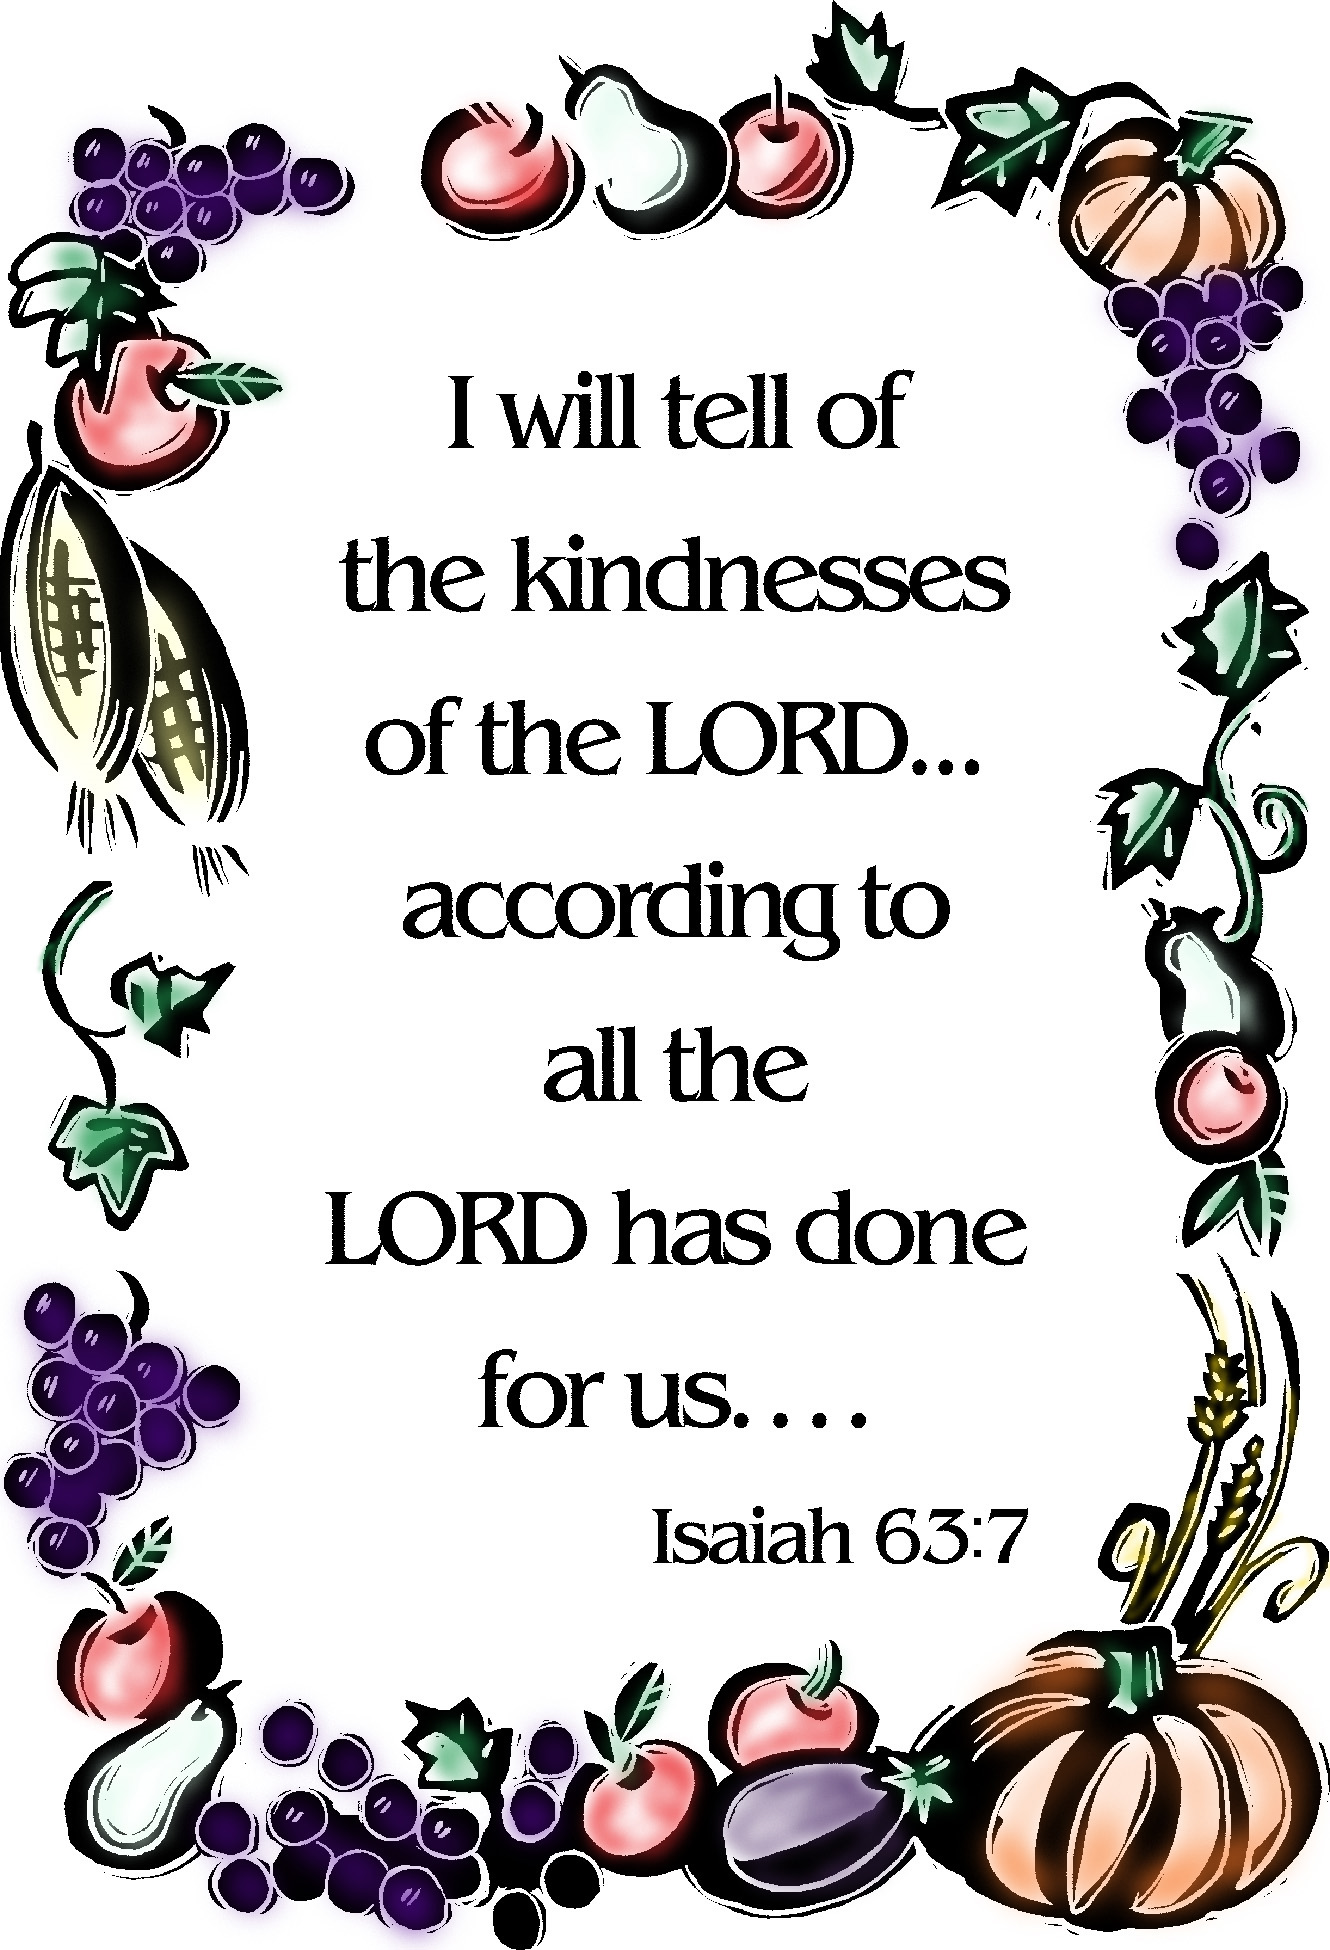 I will tell of
the kindnesses
of the LORD...
according to
all the
LORD has done
for us. . . .
Isaiah 63:7